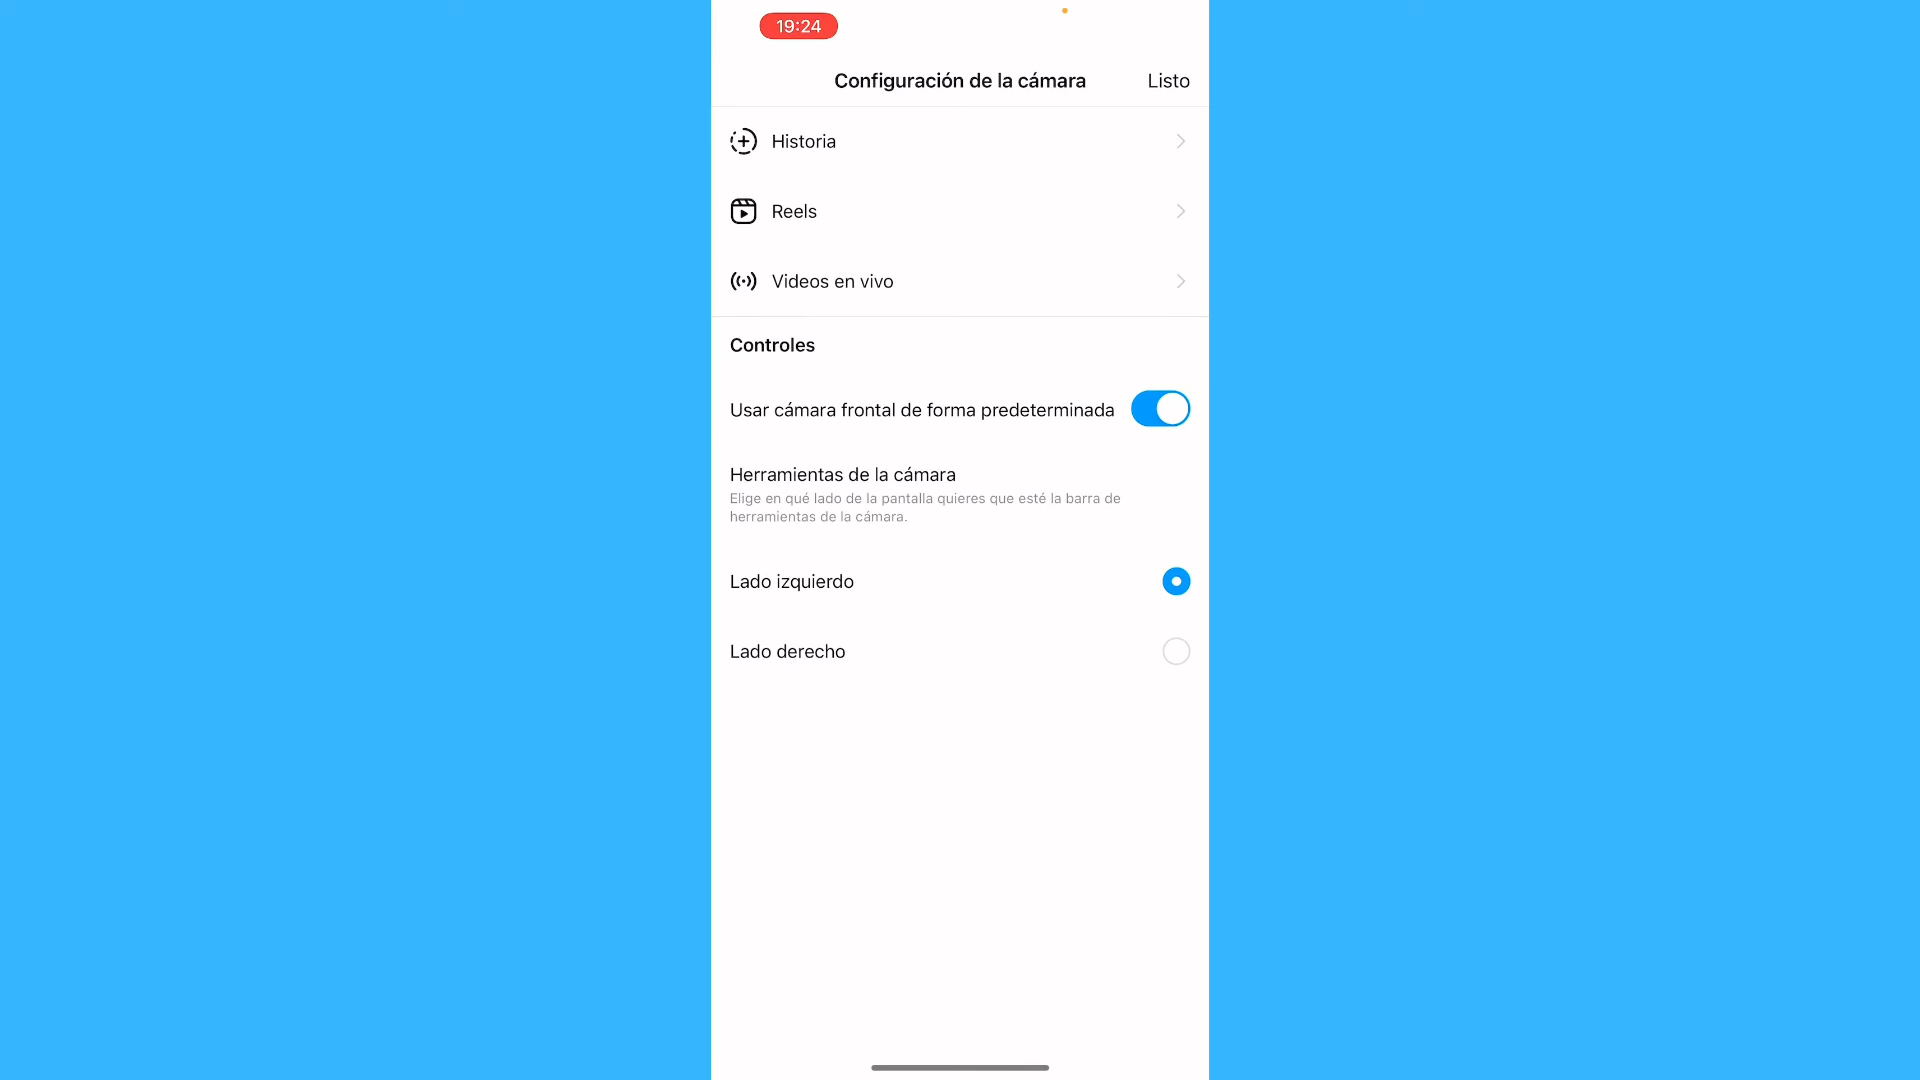 19:24
Configuración de la cámara
Listo
Historia
Reels
Videos en vivo
Controles
Usar cámara frontal de forma predeterminada
Herramientas de la cámara
Elige en qué lado de la pantalla quieres que esté la barra de
herramientas de la cámara.
Lado izquierdo
Lado derecho